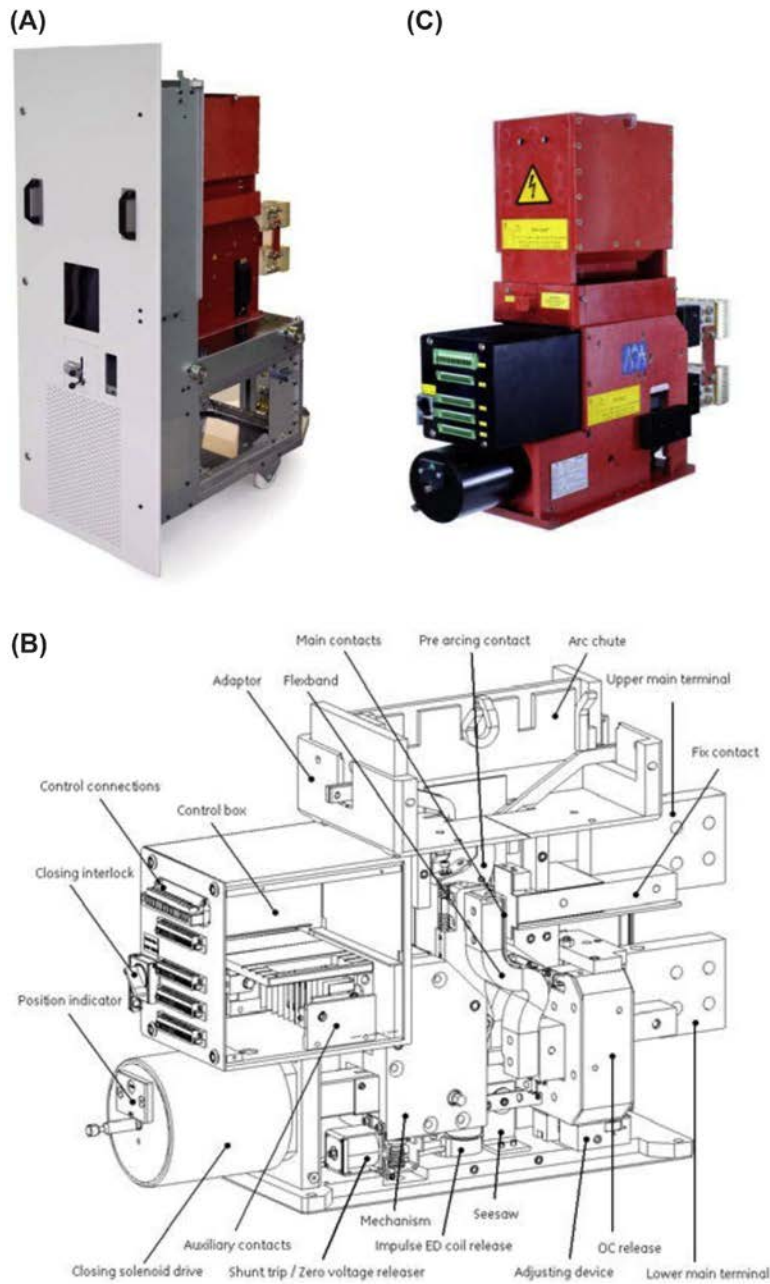 (A)
(C)
(B)
Main contacts
Pre arcing contact
Arc chute
Adaptor
Flexband
Upper main terminal
Control connections
Fix contact
Control box
Closing interlock
Position indicator
Mechanism
Seesaw
Auxiliary contacts
Impulse ED coil release
OC release
Closing solenoid drive
Shunt trip / Zero voltage releaser
Adjusting device
Lower main terminal